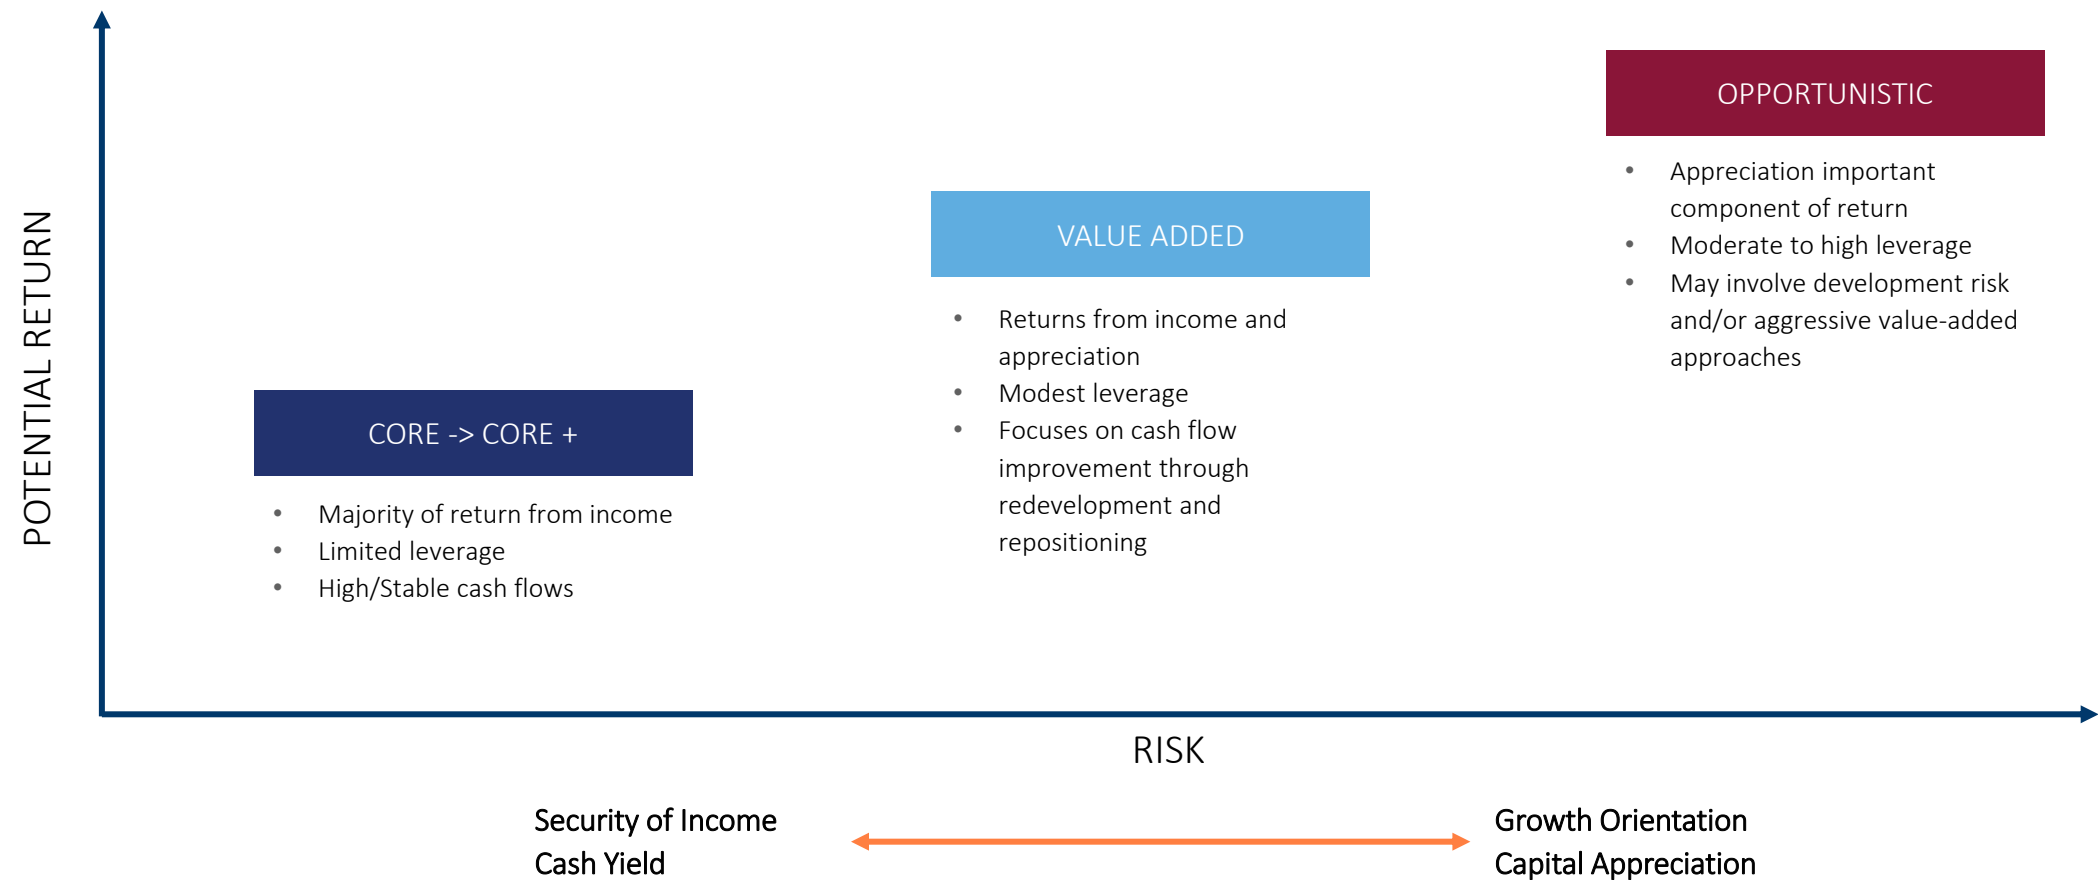 POTENTIAL RETURN
CORE -> CORE +
• Majority of return from income
• Limited leverage
• High/Stable cash flows
VALUE ADDED
• Returns from income and
appreciation
• Modest leverage
• Focuses on cash flow
improvement through
redevelopment and
repositioning
OPPORTUNISTIC
• Appreciation important
component of return
• Moderate to high leverage
• May involve development risk
and/or aggressive value-added
approaches
RISK
Security of Income
Cash Yield
Growth Orientation
Capital Appreciation